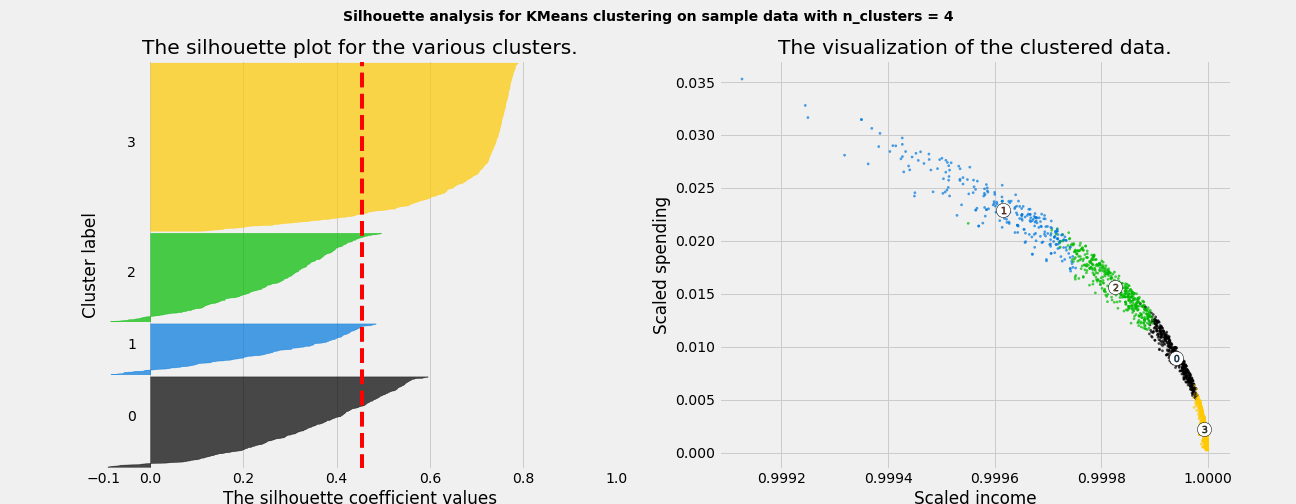 Silhouette analysis for KMeans clustering on sample data with n_clusters = 4
The silhouette plot for the various clusters.
Cluster label
3
2
1
0
−0.1 0.0 0.2 0.4 0.6 0.8 1.0
The silhouette coefficient values
The visualization of the clustered data.
Scaled spending
0.035
0.030
0.025
0.020
0.015
0.010
0.005
0.000
1
2
0
3
0.9992 0.9994 0.9996 0.9998 1.0000
Scaled income